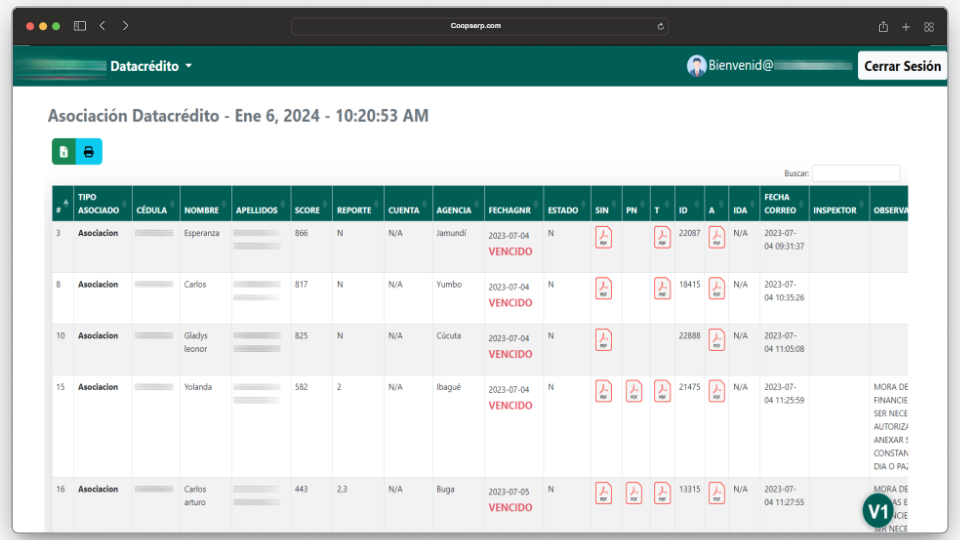 Coopserp.com
Datacrédito
Bienvenid@
Cerrar Sesión
Asociación Datacrédito - Ene 6, 2024 - 10:20:53 AM
Buscar:
# TIPO ASOCIADO CÉDULA NOMBRE APELLIDOS SCORE REPORTE CUENTA AGENCIA FECHAGNR ESTADO SIN PN T ID A IDA FECHA CORREO INSPEKTOR OBSERVA
3 Asociacion Esperanza 866 N N/A Jamundí 2023-07-04 N PDF PDF 22087 PDF N/A 2023-07-
VENCIDO 04 09:31:37
8 Asociacion Carlos 817 N N/A Yumbo 2023-07-04 N PDF PDF 18415 PDF N/A 2023-07-
VENCIDO 04 10:35:26
10 Asociacion Gladys 825 N N/A Cúcuta 2023-07-04 N PDF 22888 PDF N/A 2023-07-
leonor VENCIDO 04 11:05:08
15 Asociacion Yolanda 582 2 N/A Ibagué 2023-07-04 N PDF PDF PDF 21475 PDF N/A 2023-07- MORA DE
VENCIDO 04 11:25:59 FINANCIE
SER NECE
AUTORIZA
ANEXAR S
CONSTAN
DIA O PAZ
16 Asociacion Carlos 443 2,3 N/A Buga 2023-07-05 N PDF PDF PDF 13315 PDF N/A 2023-07- MORA DE
arturo VENCIDO 04 11:27:55
V1
SER NECE